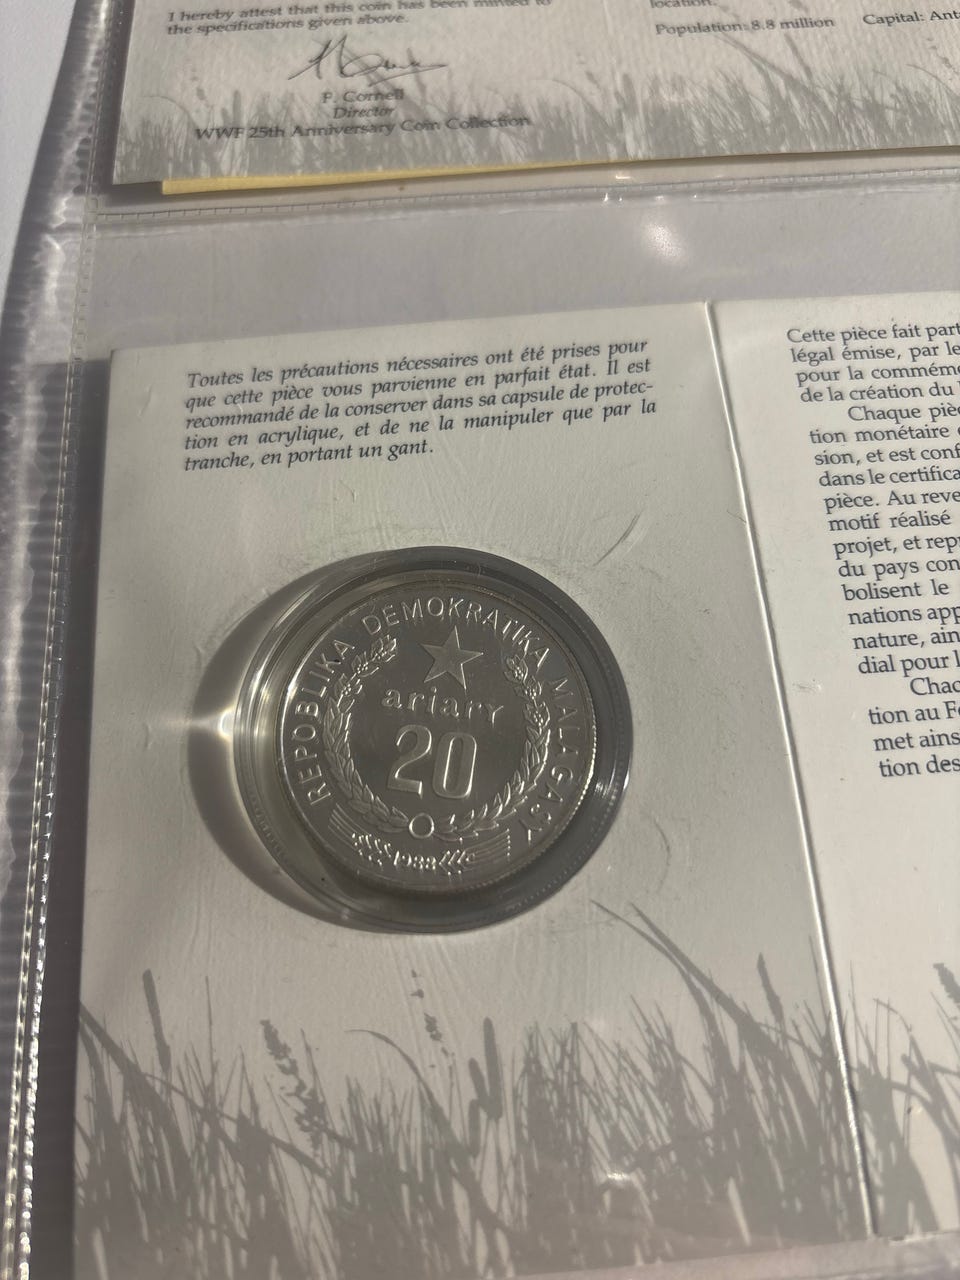 I hereby attest that this coin has been minted to
the specifications given above.
P. Cornell
Director
WWF 25th Anniversary Coin Collection
location.
Population: 8.8 million Capital: Ant
Toutes les précautions nécessaires ont été prises pour
que cette pièce vous parvienne en parfait état. Il est
recommandé de la conserver dans sa capsule de protec-
tion en acrylique, et de ne la manipuler que par la
tranche, en portant un gant.
REPOBLIKA DEMOKRATIKA MALAGASY
ariary
20
1988
Cette pièce fait part
légal émise, par le
pour la commémo
de la création du
Chaque pièc
tion monétaire
sion, et est conf
dans le certifica
pièce. Au reve
motif réalisé
projet, et rep
du pays con
bolisent le
nations app
nature, ain
dial pour l
Chac
tion au F
met ains
tion des